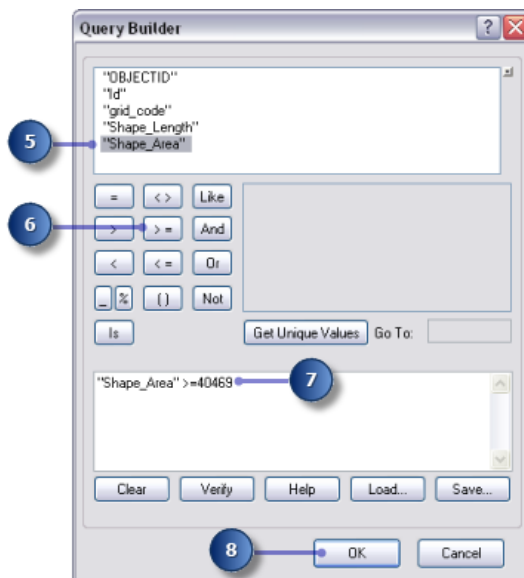 Query Builder
?
"OBJECTID"
"Id"
"grid_code"
"Shape_Length"
5
"Shape_Area"
= < > Like
6
> > = And
< < = Or
_ % ( ) Not
Is Get Unique Values Go To:
"Shape_Area" >=40469
7
Clear Verify Help Load... Save...
8
OK Cancel